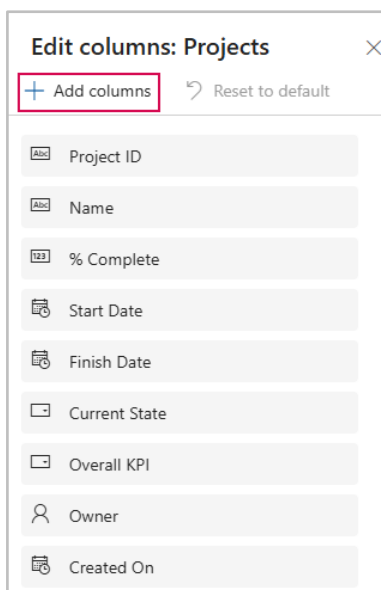 Edit columns: Projects
Add columns Reset to default
Abc Project ID
Abc Name
123 % Complete
Start Date
Finish Date
Current State
Overall KPI
Owner
Created On